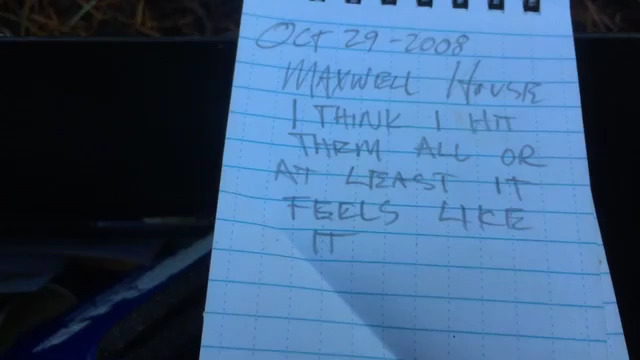 OCT 29-2008
MAXWELL HOUSE
I THINK I HIT
THEM ALL OR
AT LEAST IT
FEELS LIKE
IT